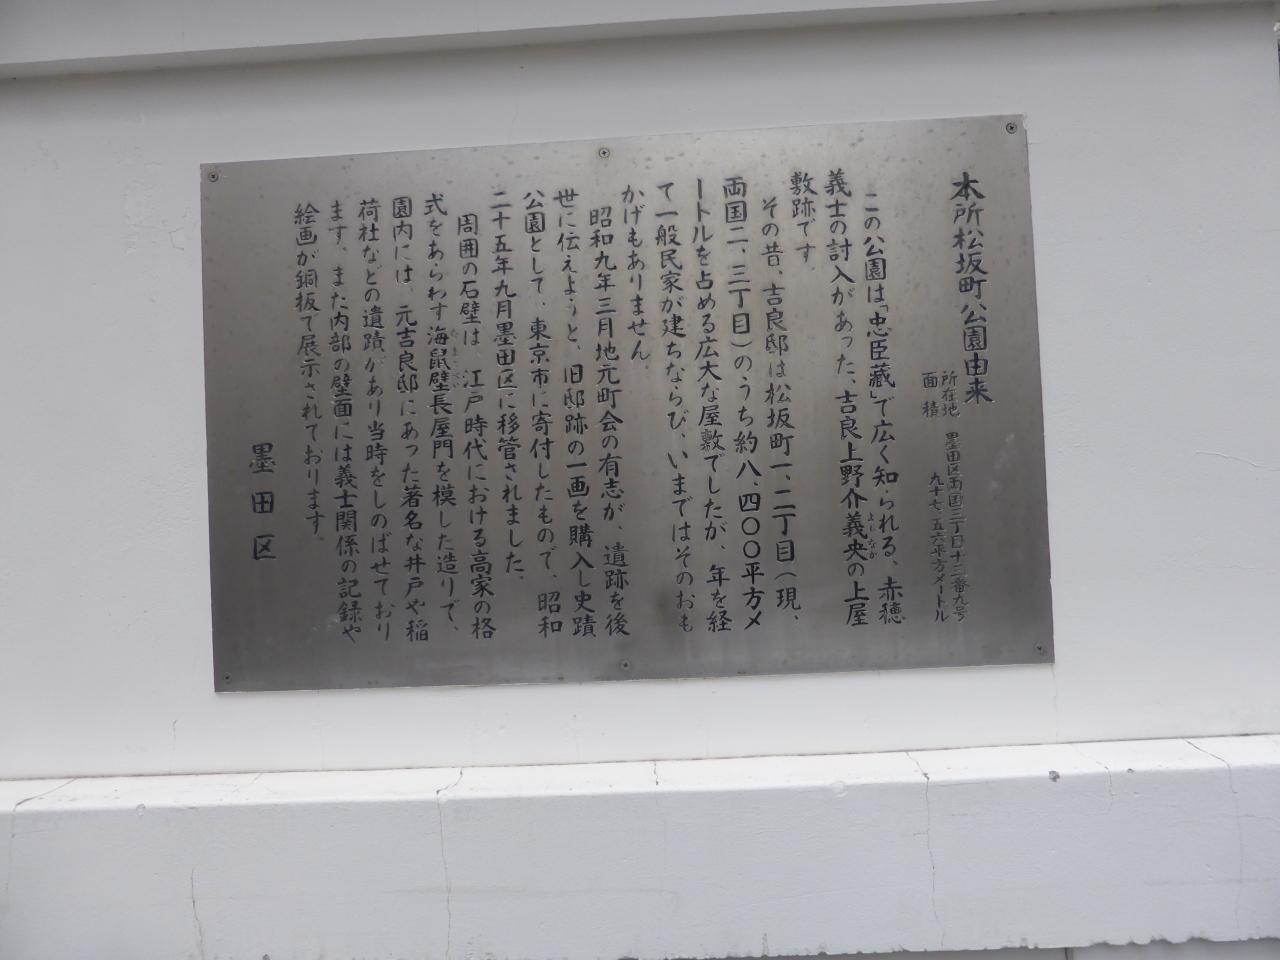 本所松坂町公園由来
所在地 墨田区両国三丁目十三番九号
面積 九十七.五六平方メートル
この公園は「忠臣藏」で広く知られる、赤穂
義士の討入があった、吉良上野介義央の上屋
よしなか
敷跡です。
その昔、吉良邸は松坂町一、二丁目(現、
両国二、三丁目)のうち約八、四〇〇平方メ
ートルを占める広大な屋敷でしたが、年を経
て一般民家が建ちならび、いまではそのおも
かげもありません。
昭和九年三月地元町会の有志が、遺跡を後
世に伝えようと、旧邸跡の一画を購入し史蹟
公園として、東京市に寄付したもので、昭和
二十五年九月墨田区に移管されました。
周囲の石壁は、江戸時代における高家の格
式をあらわす海鼠壁長屋門を模した造りで、
なまこかべ
園内には、元吉良邸にあった著名な井戸や稲
荷社などの遺蹟があり当時をしのばせており
ます、また内部の壁面には義士関係の記録や
絵画が銅板で展示されております。
墨田区